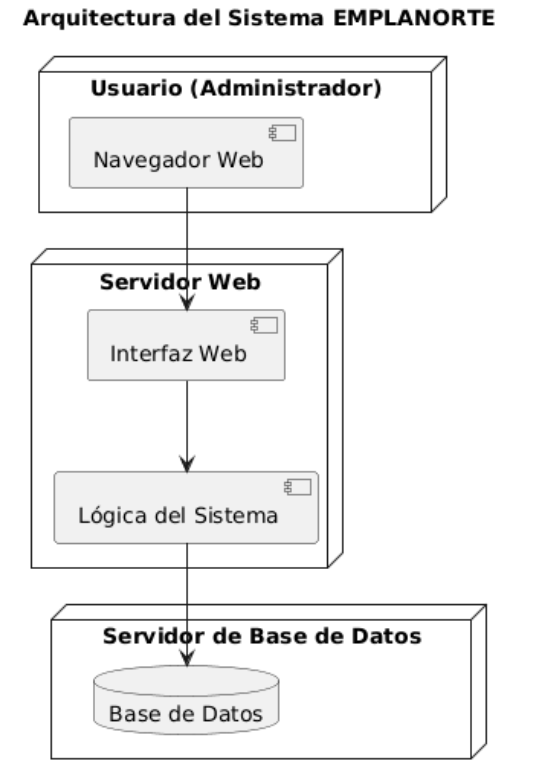 Arquitectura del Sistema EMPLANORTE
Usuario (Administrador)
Navegador Web
Servidor Web
Interfaz Web
Lógica del Sistema
Servidor de Base de Datos
Base de Datos